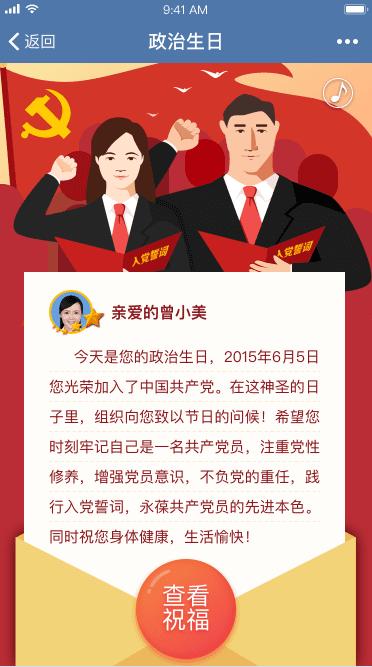 9:41 AM
返回
政治生日
入党誓词
入党誓词
亲爱的曾小美
今天是您的政治生日，2015年6月5日
您光荣加入了中国共产党。在这神圣的日
子里，组织向您致以节日的问候！希望您
时刻牢记自己是一名共产党员，注重党性
修养，增强党员意识，不负党的重任，践
行入党誓词，永葆共产党员的先进本色。
同时祝您身体健康，生活愉快！
查看
祝福